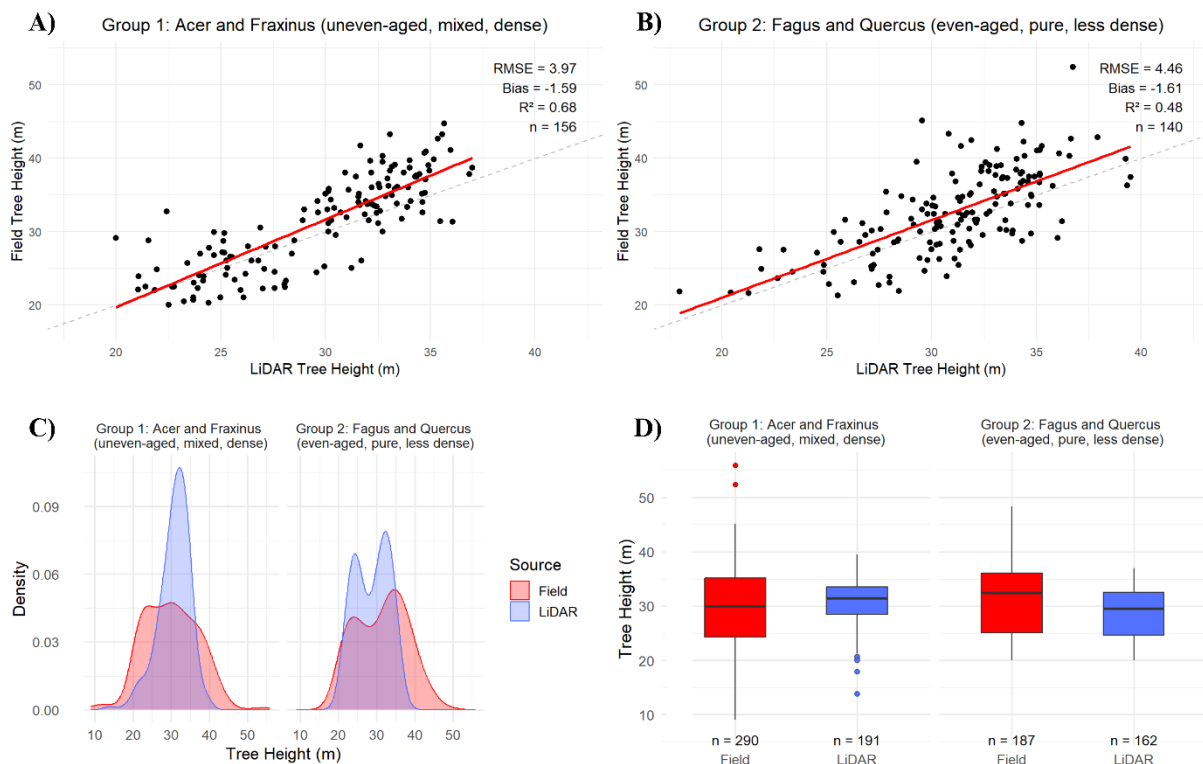 A) Group 1: Acer and Fraxinus (uneven-aged, mixed, dense)
RMSE = 3.97
Bias = -1.59
R² = 0.68
n = 156
Field Tree Height (m)
50
40
30
20
20 25 30 35 40
LiDAR Tree Height (m)
B) Group 2: Fagus and Quercus (even-aged, pure, less dense)
RMSE = 4.46
Bias = -1.61
R² = 0.48
n = 140
Field Tree Height (m)
50
40
30
20
20 25 30 35 40
LiDAR Tree Height (m)
C)
Group 1: Acer and Fraxinus
(uneven-aged, mixed, dense)
Group 2: Fagus and Quercus
(even-aged, pure, less dense)
Density
0.09
0.06
0.03
0.00
10 20 30 40 50
10 20 30 40 50
Tree Height (m)
Source
Field
LiDAR
D)
Group 1: Acer and Fraxinus
(uneven-aged, mixed, dense)
Group 2: Fagus and Quercus
(even-aged, pure, less dense)
Tree Height (m)
50
40
30
20
10
n = 290 n = 191
Field LiDAR
n = 187 n = 162
Field LiDAR